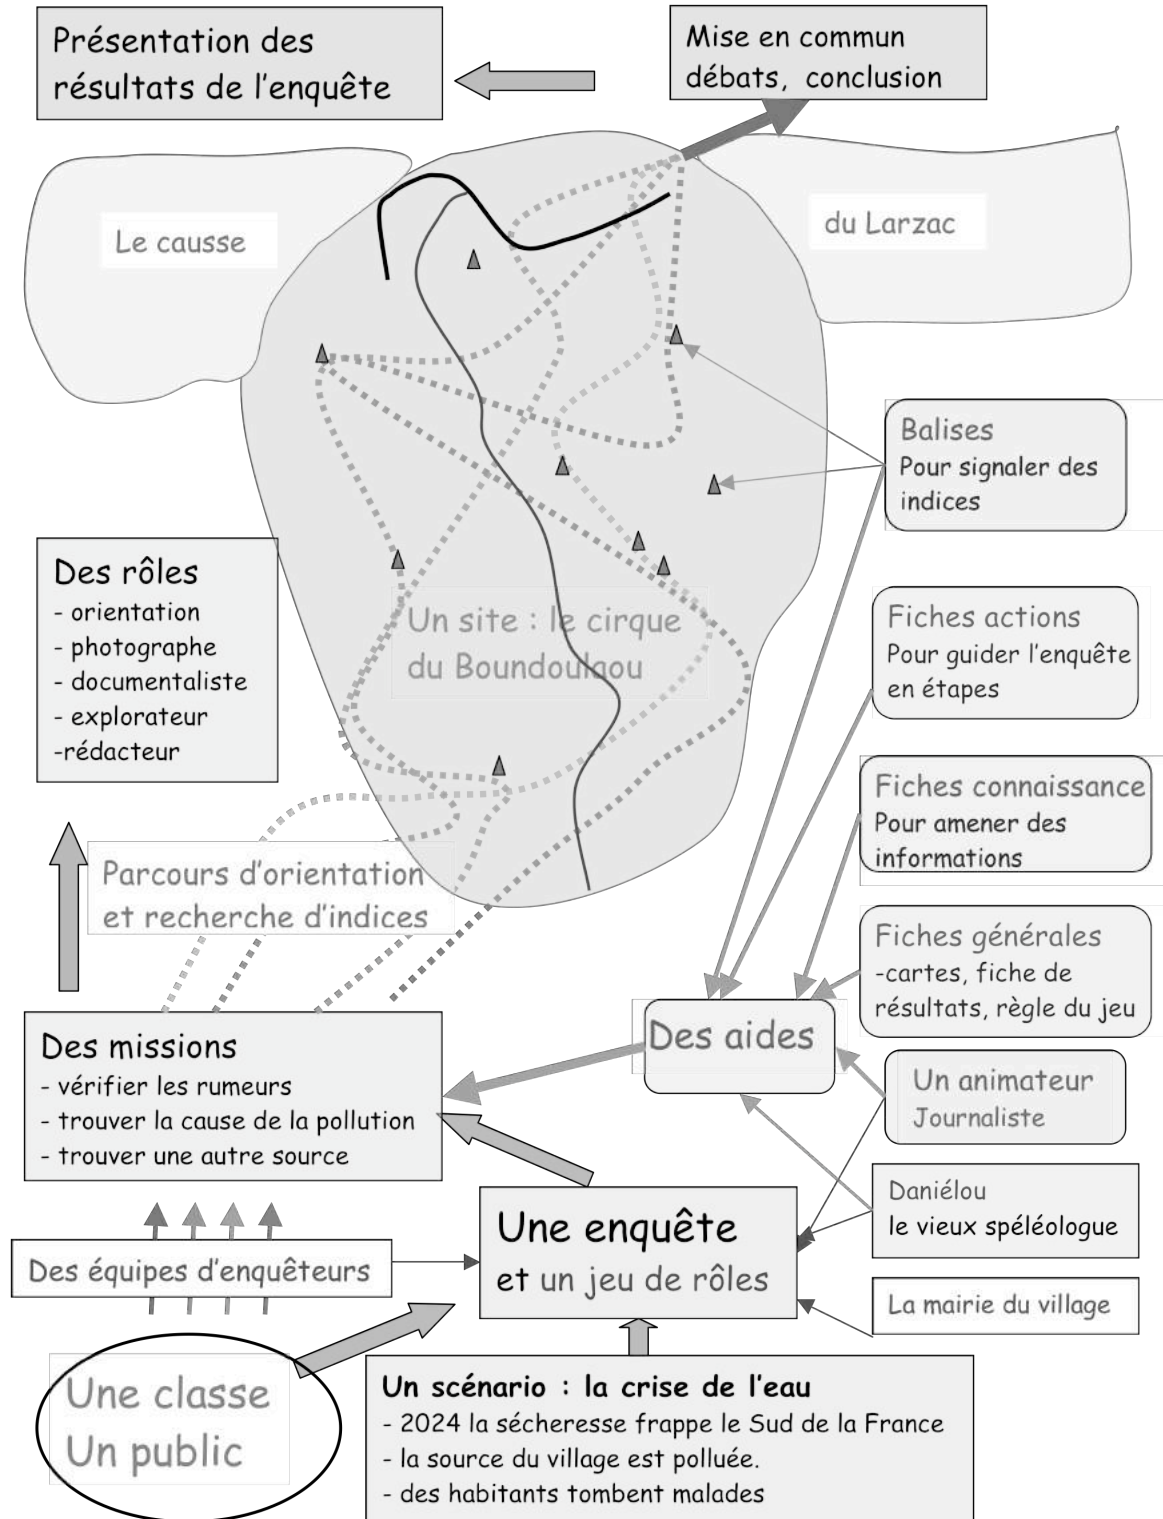 Présentation des
résultats de l'enquête
Mise en commun
débats, conclusion
Le causse
du Larzac
Balises
Pour signaler des
indices
Des rôles
- orientation
- photographe
- documentaliste
- explorateur
-rédacteur
Un site : le cirque
du Boundoulaou
Fiches actions
Pour guider l'enquête
en étapes
Fiches connaissance
Pour amener des
informations
Parcours d'orientation
et recherche d'indices
Fiches générales
-cartes, fiche de
résultats, règle du jeu
Des missions
- vérifier les rumeurs
- trouver la cause de la pollution
- trouver une autre source
Des aides
Un animateur
Journaliste
Daniélou
le vieux spéléologue
Une enquête
et un jeu de rôles
Des équipes d'enquêteurs
La mairie du village
Une classe
Un public
Un scénario : la crise de l'eau
- 2024 la sécheresse frappe le Sud de la France
- la source du village est polluée.
- des habitants tombent malades